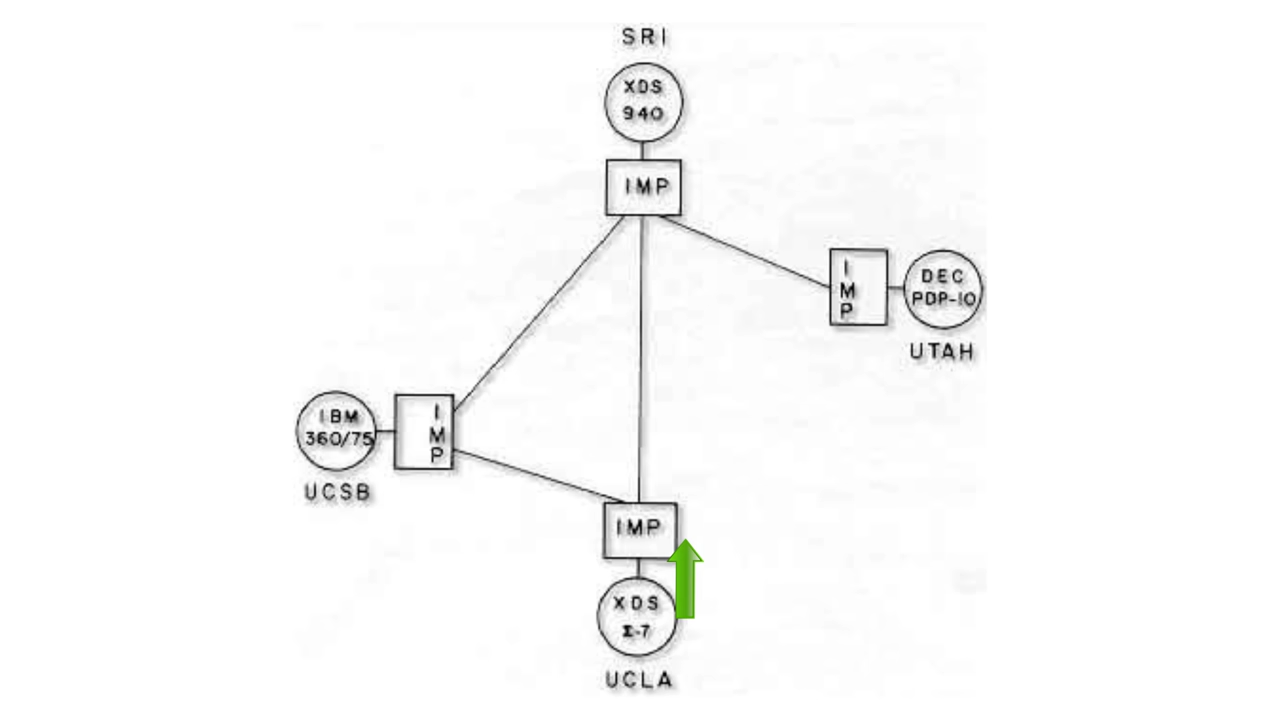 SRI
XDS
940
IMP
I
M
P
DEC
PDP-10
UTAH
IBM
360/75
I
M
P
UCSB
IMP
XDS
Σ-7
UCLA